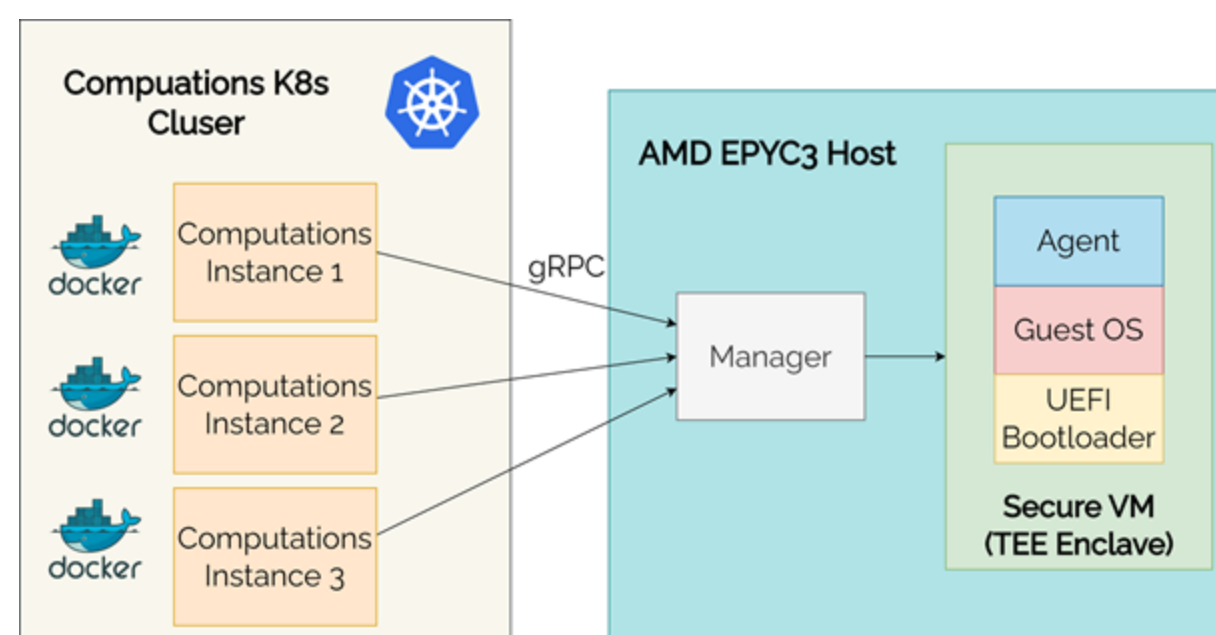 Compuations K8s
Cluser
docker
Computations
Instance 1
docker
Computations
Instance 2
docker
Computations
Instance 3
gRPC
AMD EPYC3 Host
Manager
Agent
Guest OS
UEFI
Bootloader
Secure VM
(TEE Enclave)